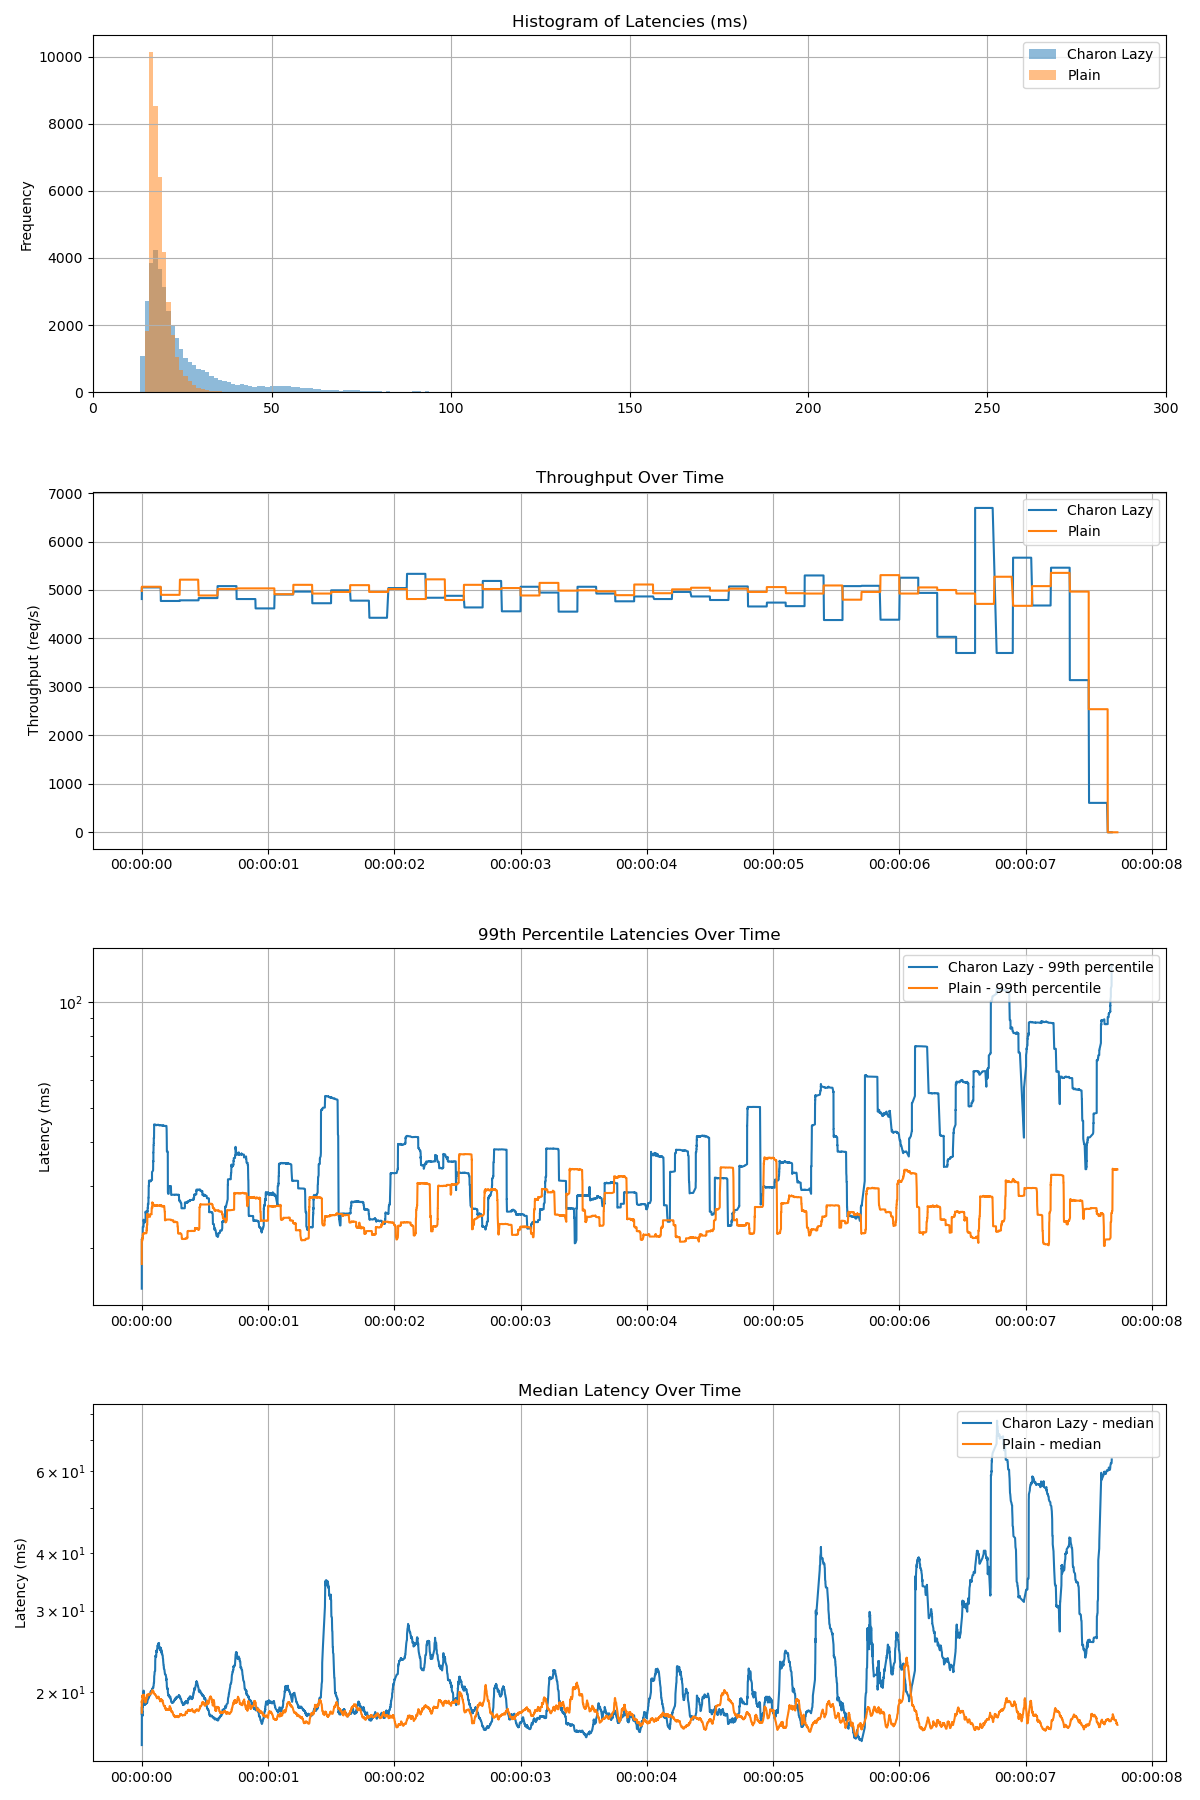 Histogram of Latencies (ms)
Frequency
10000
8000
6000
4000
2000
0
Charon Lazy
Plain
0 50 100 150 200 250 300
Throughput Over Time
Throughput (req/s)
7000
6000
5000
4000
3000
2000
1000
0
Charon Lazy
Plain
00:00:00 00:00:01 00:00:02 00:00:03 00:00:04 00:00:05 00:00:06 00:00:07 00:00:08
99th Percentile Latencies Over Time
Latency (ms)
10²
Charon Lazy - 99th percentile
Plain - 99th percentile
00:00:00 00:00:01 00:00:02 00:00:03 00:00:04 00:00:05 00:00:06 00:00:07 00:00:08
Median Latency Over Time
Latency (ms)
6 × 10¹
4 × 10¹
3 × 10¹
2 × 10¹
Charon Lazy - median
Plain - median
00:00:00 00:00:01 00:00:02 00:00:03 00:00:04 00:00:05 00:00:06 00:00:07 00:00:08